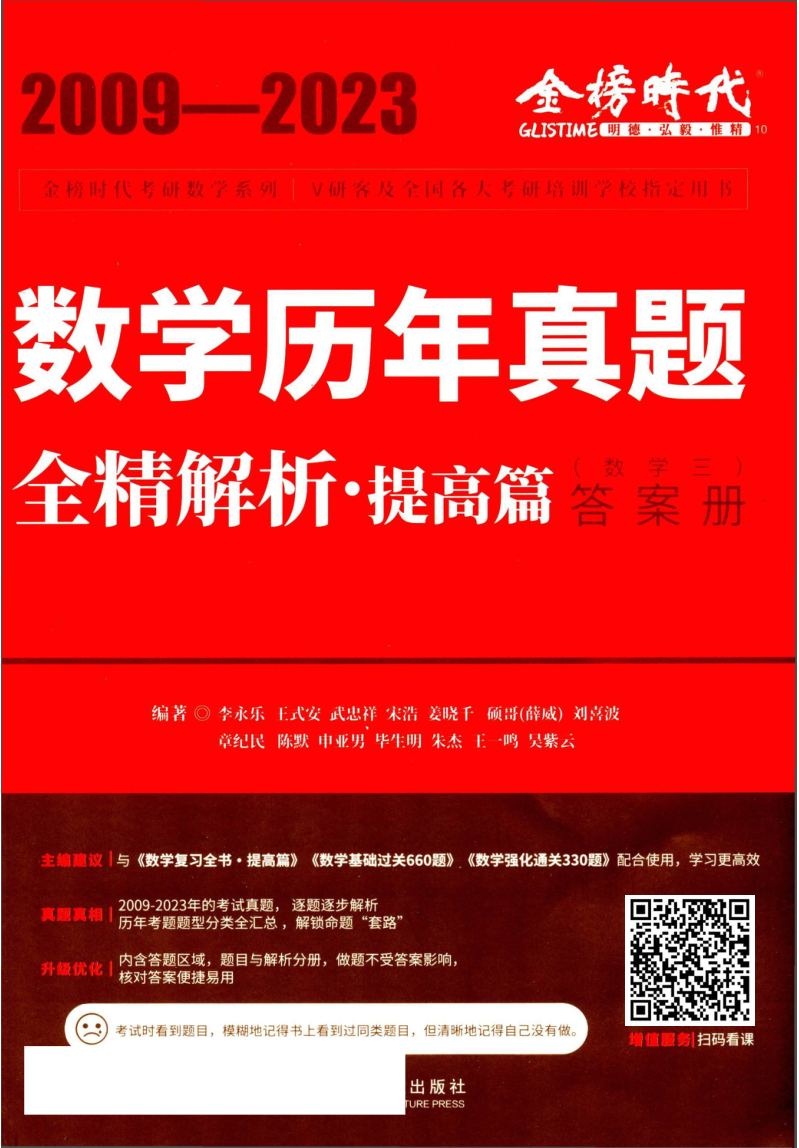 2009—2023
金榜時代
GLISTIME 明德·弘毅·惟精 10
金榜时代考研数学系列 | V研客及全国各大考研培训学校指定用书
数学历年真题
全精解析·提高篇
(数学三)
答案册
编著◎李永乐 王式安 武忠祥 宋浩 姜晓千 硕哥(薛威) 刘喜波
章纪民 陈默 申亚男 毕生明 朱杰 王一鸣 吴紫云
主编建议 | 与《数学复习全书·提高篇》《数学基础过关660题》、《数学强化通关330题》配合使用，学习更高效
真题真相 | 2009-2023年的考试真题，逐题逐步解析
历年考题题型分类全汇总，解锁命题“套路”
升级优化 | 内含答题区域，题目与解析分册，做题不受答案影响，
核对答案便捷易用
增值服务|扫码看课
考试时看到题目，模糊地记得书上看到过同类题目，但清晰地记得自己没有做。
出版社
TURE PRESS